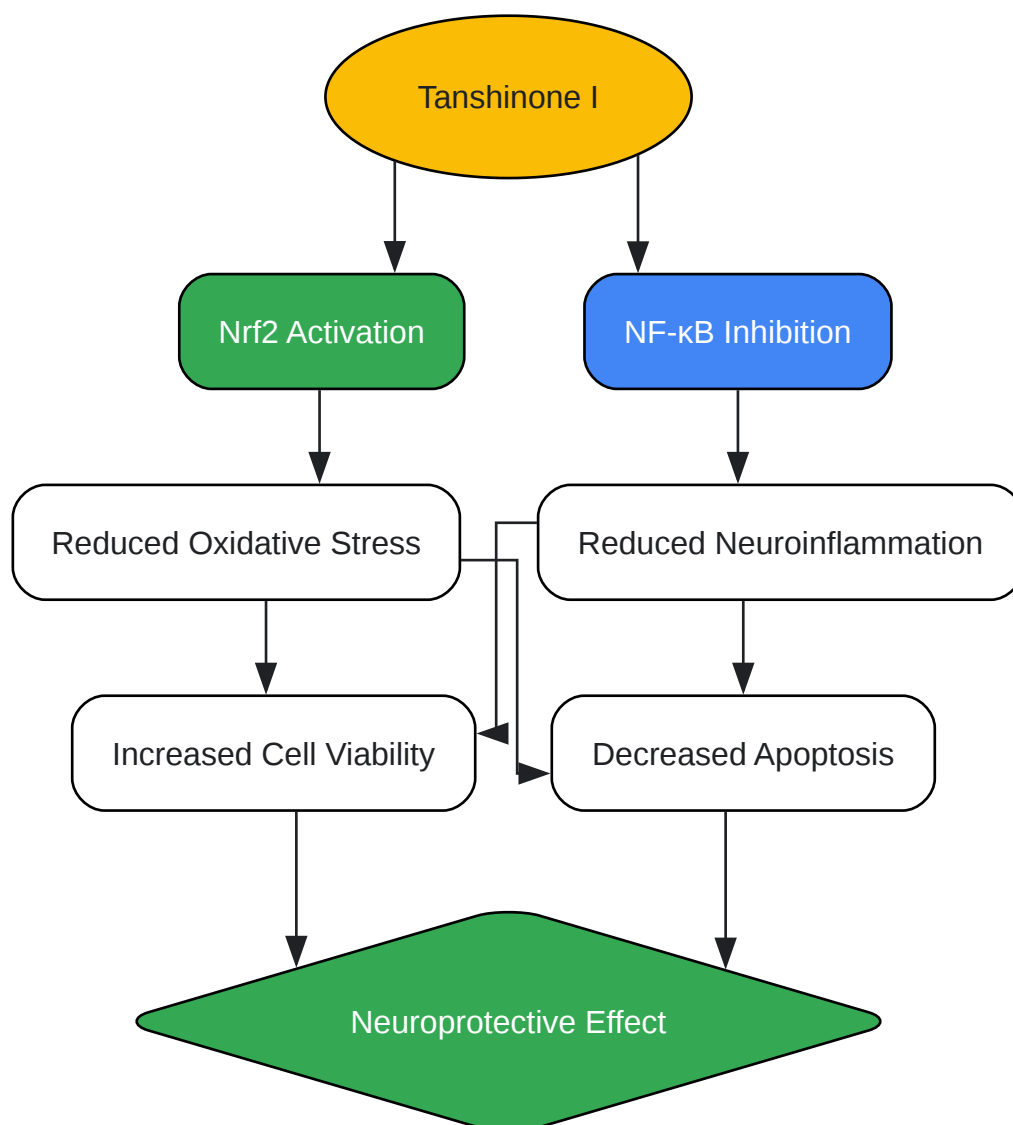 Tanshinone I
Nrf2 Activation
NF-κB Inhibition
Reduced Oxidative Stress
Reduced Neuroinflammation
Increased Cell Viability
Decreased Apoptosis
Neuroprotective Effect